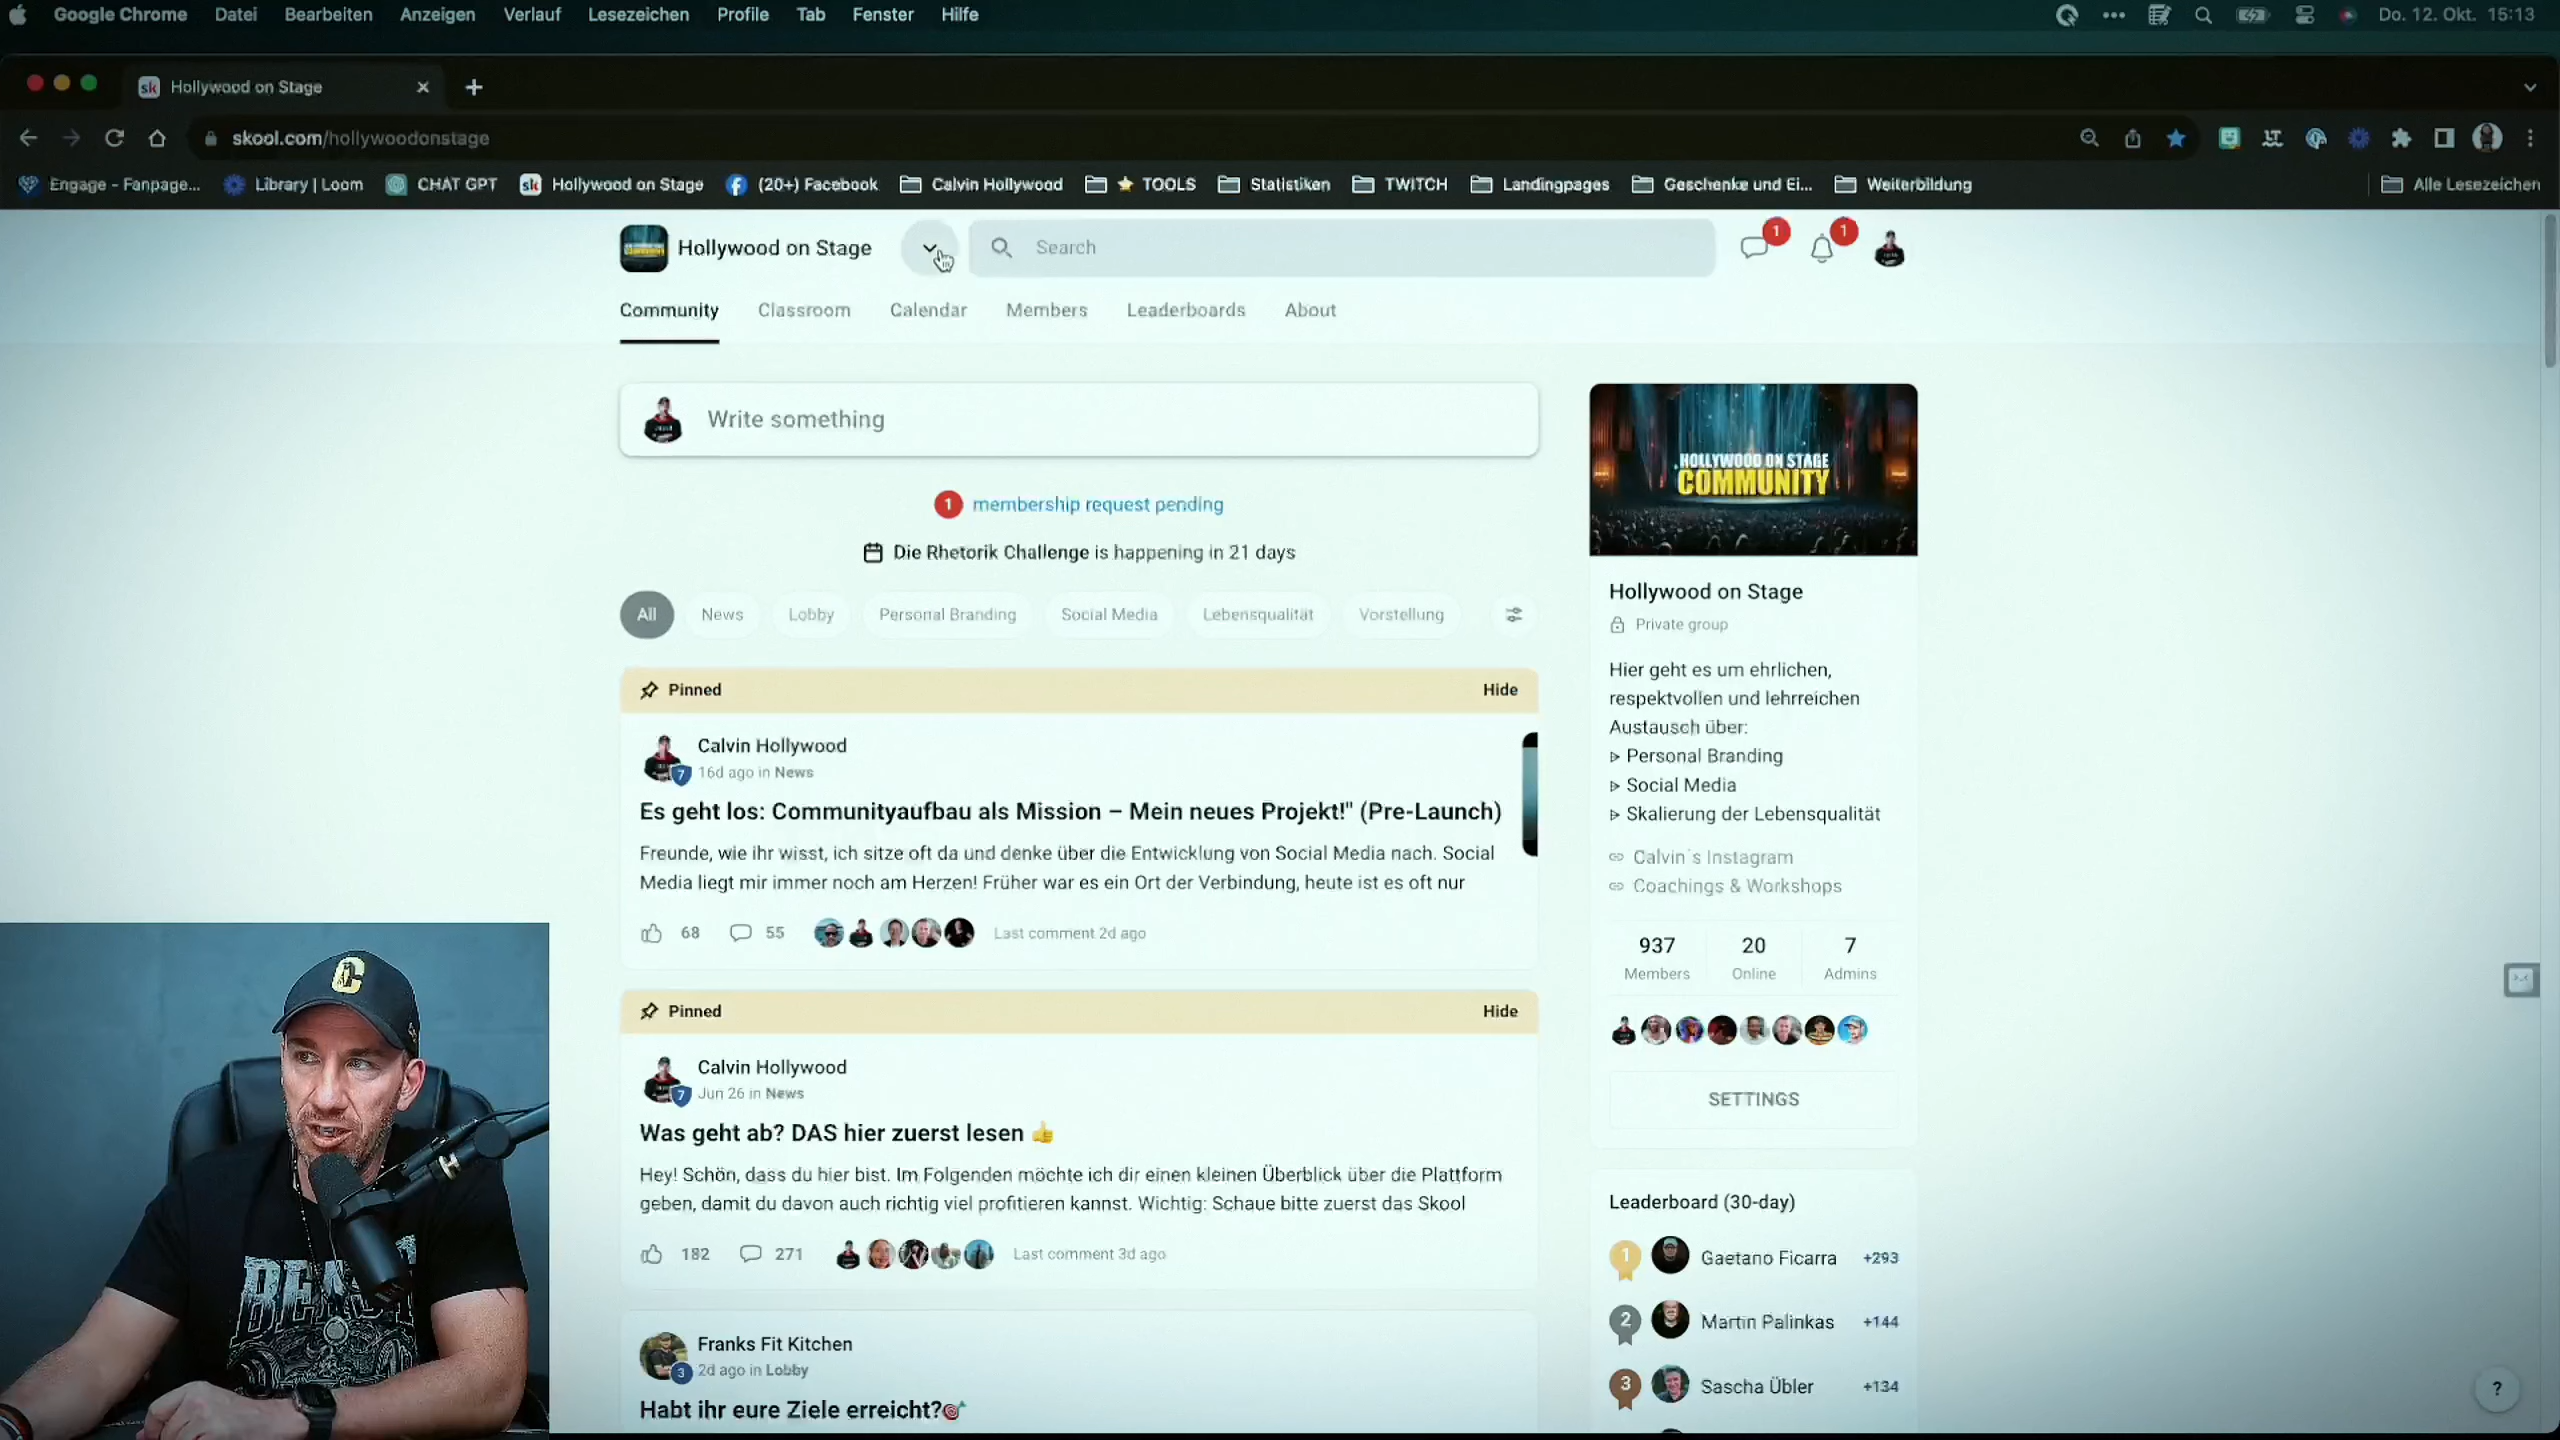 Google Chrome Datei Bearbeiten Anzeigen Verlauf Lesezeichen Profile Tab Fenster Hilfe Do. 12. Okt. 15:13
sk Hollywood on Stage
skool.com/hollywoodonstage
Engage - Fanpage... Library | Loom CHAT GPT sk Hollywood on Stage (20+) Facebook Calvin Hollywood TOOLS Statistiken TWITCH Landingpages Geschenke und Ei... Weiterbildung Alle Lesezeichen
Hollywood on Stage Search 1 1
Community Classroom Calendar Members Leaderboards About
Write something
1 membership request pending
Die Rhetorik Challenge is happening in 21 days
All News Lobby Personal Branding Social Media Lebensqualität Vorstellung
Pinned Hide
Calvin Hollywood
7 16d ago in News
Es geht los: Communityaufbau als Mission – Mein neues Projekt!" (Pre-Launch)
Freunde, wie ihr wisst, ich sitze oft da und denke über die Entwicklung von Social Media nach. Social
Media liegt mir immer noch am Herzen! Früher war es ein Ort der Verbindung, heute ist es oft nur
68 55 Last comment 2d ago
Pinned Hide
Calvin Hollywood
7 Jun 26 in News
Was geht ab? DAS hier zuerst lesen 👍
Hey! Schön, dass du hier bist. Im Folgenden möchte ich dir einen kleinen Überblick über die Plattform
geben, damit du davon auch richtig viel profitieren kannst. Wichtig: Schaue bitte zuerst das Skool
182 271 Last comment 3d ago
Franks Fit Kitchen
3 2d ago in Lobby
Habt ihr eure Ziele erreicht?🎯
HOLLYWOOD ON STAGE
COMMUNITY
Hollywood on Stage
Private group
Hier geht es um ehrlichen,
respektvollen und lehrreichen
Austausch über:
▹ Personal Branding
▹ Social Media
▹ Skalierung der Lebensqualität
Calvin´s Instagram
Coachings & Workshops
937 20 7
Members Online Admins
SETTINGS
Leaderboard (30-day)
1 Gaetano Ficarra +293
2 Martin Palinkas +144
3 Sascha Übler +134
?
C